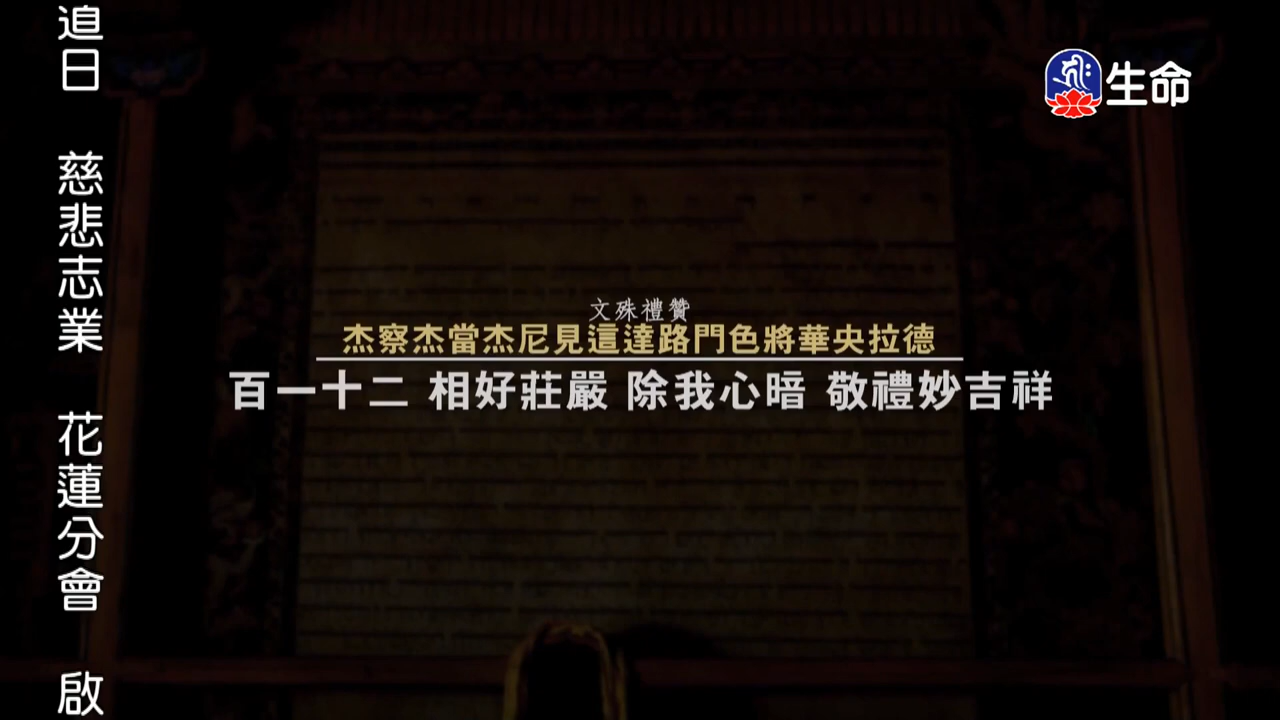 追日　慈悲志業　花蓮分會　啟
生命
文殊禮贊
杰察杰當杰尼見這達路門色將華央拉德
百一十二 相好莊嚴 除我心暗 敬禮妙吉祥